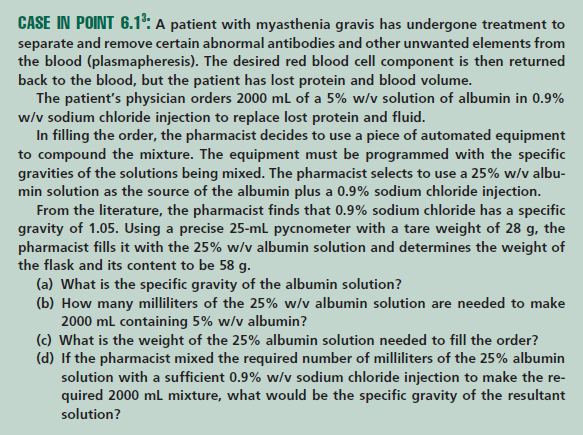 CASE IN POINT 6.1³: A patient with myasthenia gravis has undergone treatment to
separate and remove certain abnormal antibodies and other unwanted elements from
the blood (plasmapheresis). The desired red blood cell component is then returned
back to the blood, but the patient has lost protein and blood volume.
The patient's physician orders 2000 mL of a 5% w/v solution of albumin in 0.9%
w/v sodium chloride injection to replace lost protein and fluid.
In filling the order, the pharmacist decides to use a piece of automated equipment
to compound the mixture. The equipment must be programmed with the specific
gravities of the solutions being mixed. The pharmacist selects to use a 25% w/v albu-
min solution as the source of the albumin plus a 0.9% sodium chloride injection.
From the literature, the pharmacist finds that 0.9% sodium chloride has a specific
gravity of 1.05. Using a precise 25-mL pycnometer with a tare weight of 28 g, the
pharmacist fills it with the 25% w/v albumin solution and determines the weight of
the flask and its content to be 58 g.
(a) What is the specific gravity of the albumin solution?
(b) How many milliliters of the 25% w/v albumin solution are needed to make
2000 mL containing 5% w/v albumin?
(c) What is the weight of the 25% albumin solution needed to fill the order?
(d) If the pharmacist mixed the required number of milliliters of the 25% albumin
solution with a sufficient 0.9% w/v sodium chloride injection to make the re-
quired 2000 mL mixture, what would be the specific gravity of the resultant
solution?